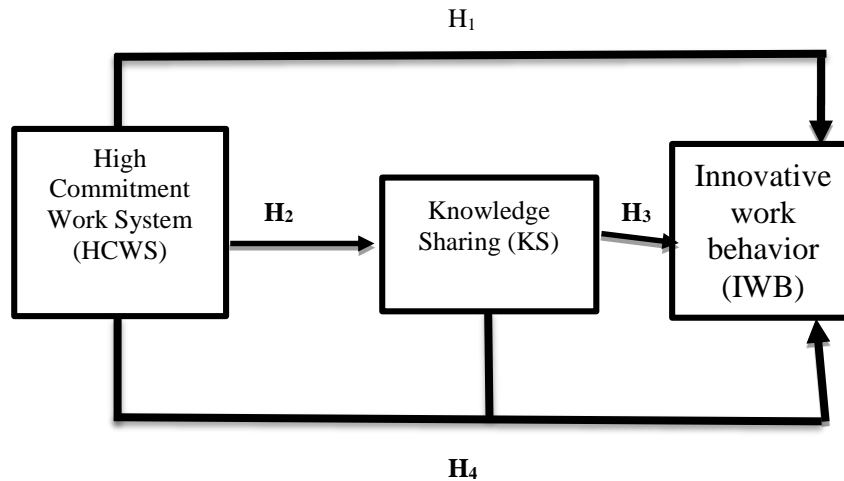 H₁
High
Commitment
Work System
(HCWS)
H₂
Knowledge
Sharing (KS)
H₃
Innovative
work
behavior
(IWB)
H₄